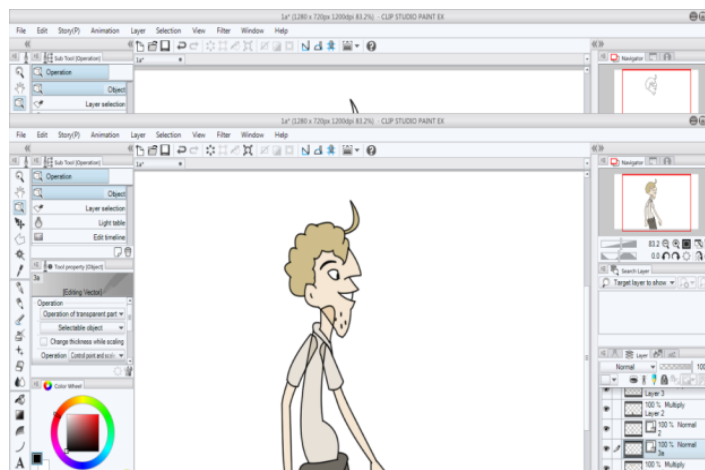 1a* (1280 x 720px 1200dpi 83.2%) - CLIP STUDIO PAINT EX
File Edit Story(P) Animation Layer Selection View Filter Window Help
Sub Tool (Operation)
1a*
Navigator
Operation
Object
Layer selection
1a* (1280 x 720px 1200dpi 83.2%) - CLIP STUDIO PAINT EX
File Edit Story(P) Animation Layer Selection View Filter Window Help
Sub Tool (Operation)
1a*
Navigator
Operation
Object
Layer selection
Light table
Edit timeline
83.2
0.0
Tool property (Object)
3a
[Editing Vector]
Search Layer
Operation
Target layer to show
Operation of transparent part
Selectable object
Change thickness while scaling
Operation Control point and scale
Layer
Color Wheel
Normal 100
Layer 3
100 % Multiply
Layer 2
100 % Normal
2
100 % Normal
3a
100 % Multiply